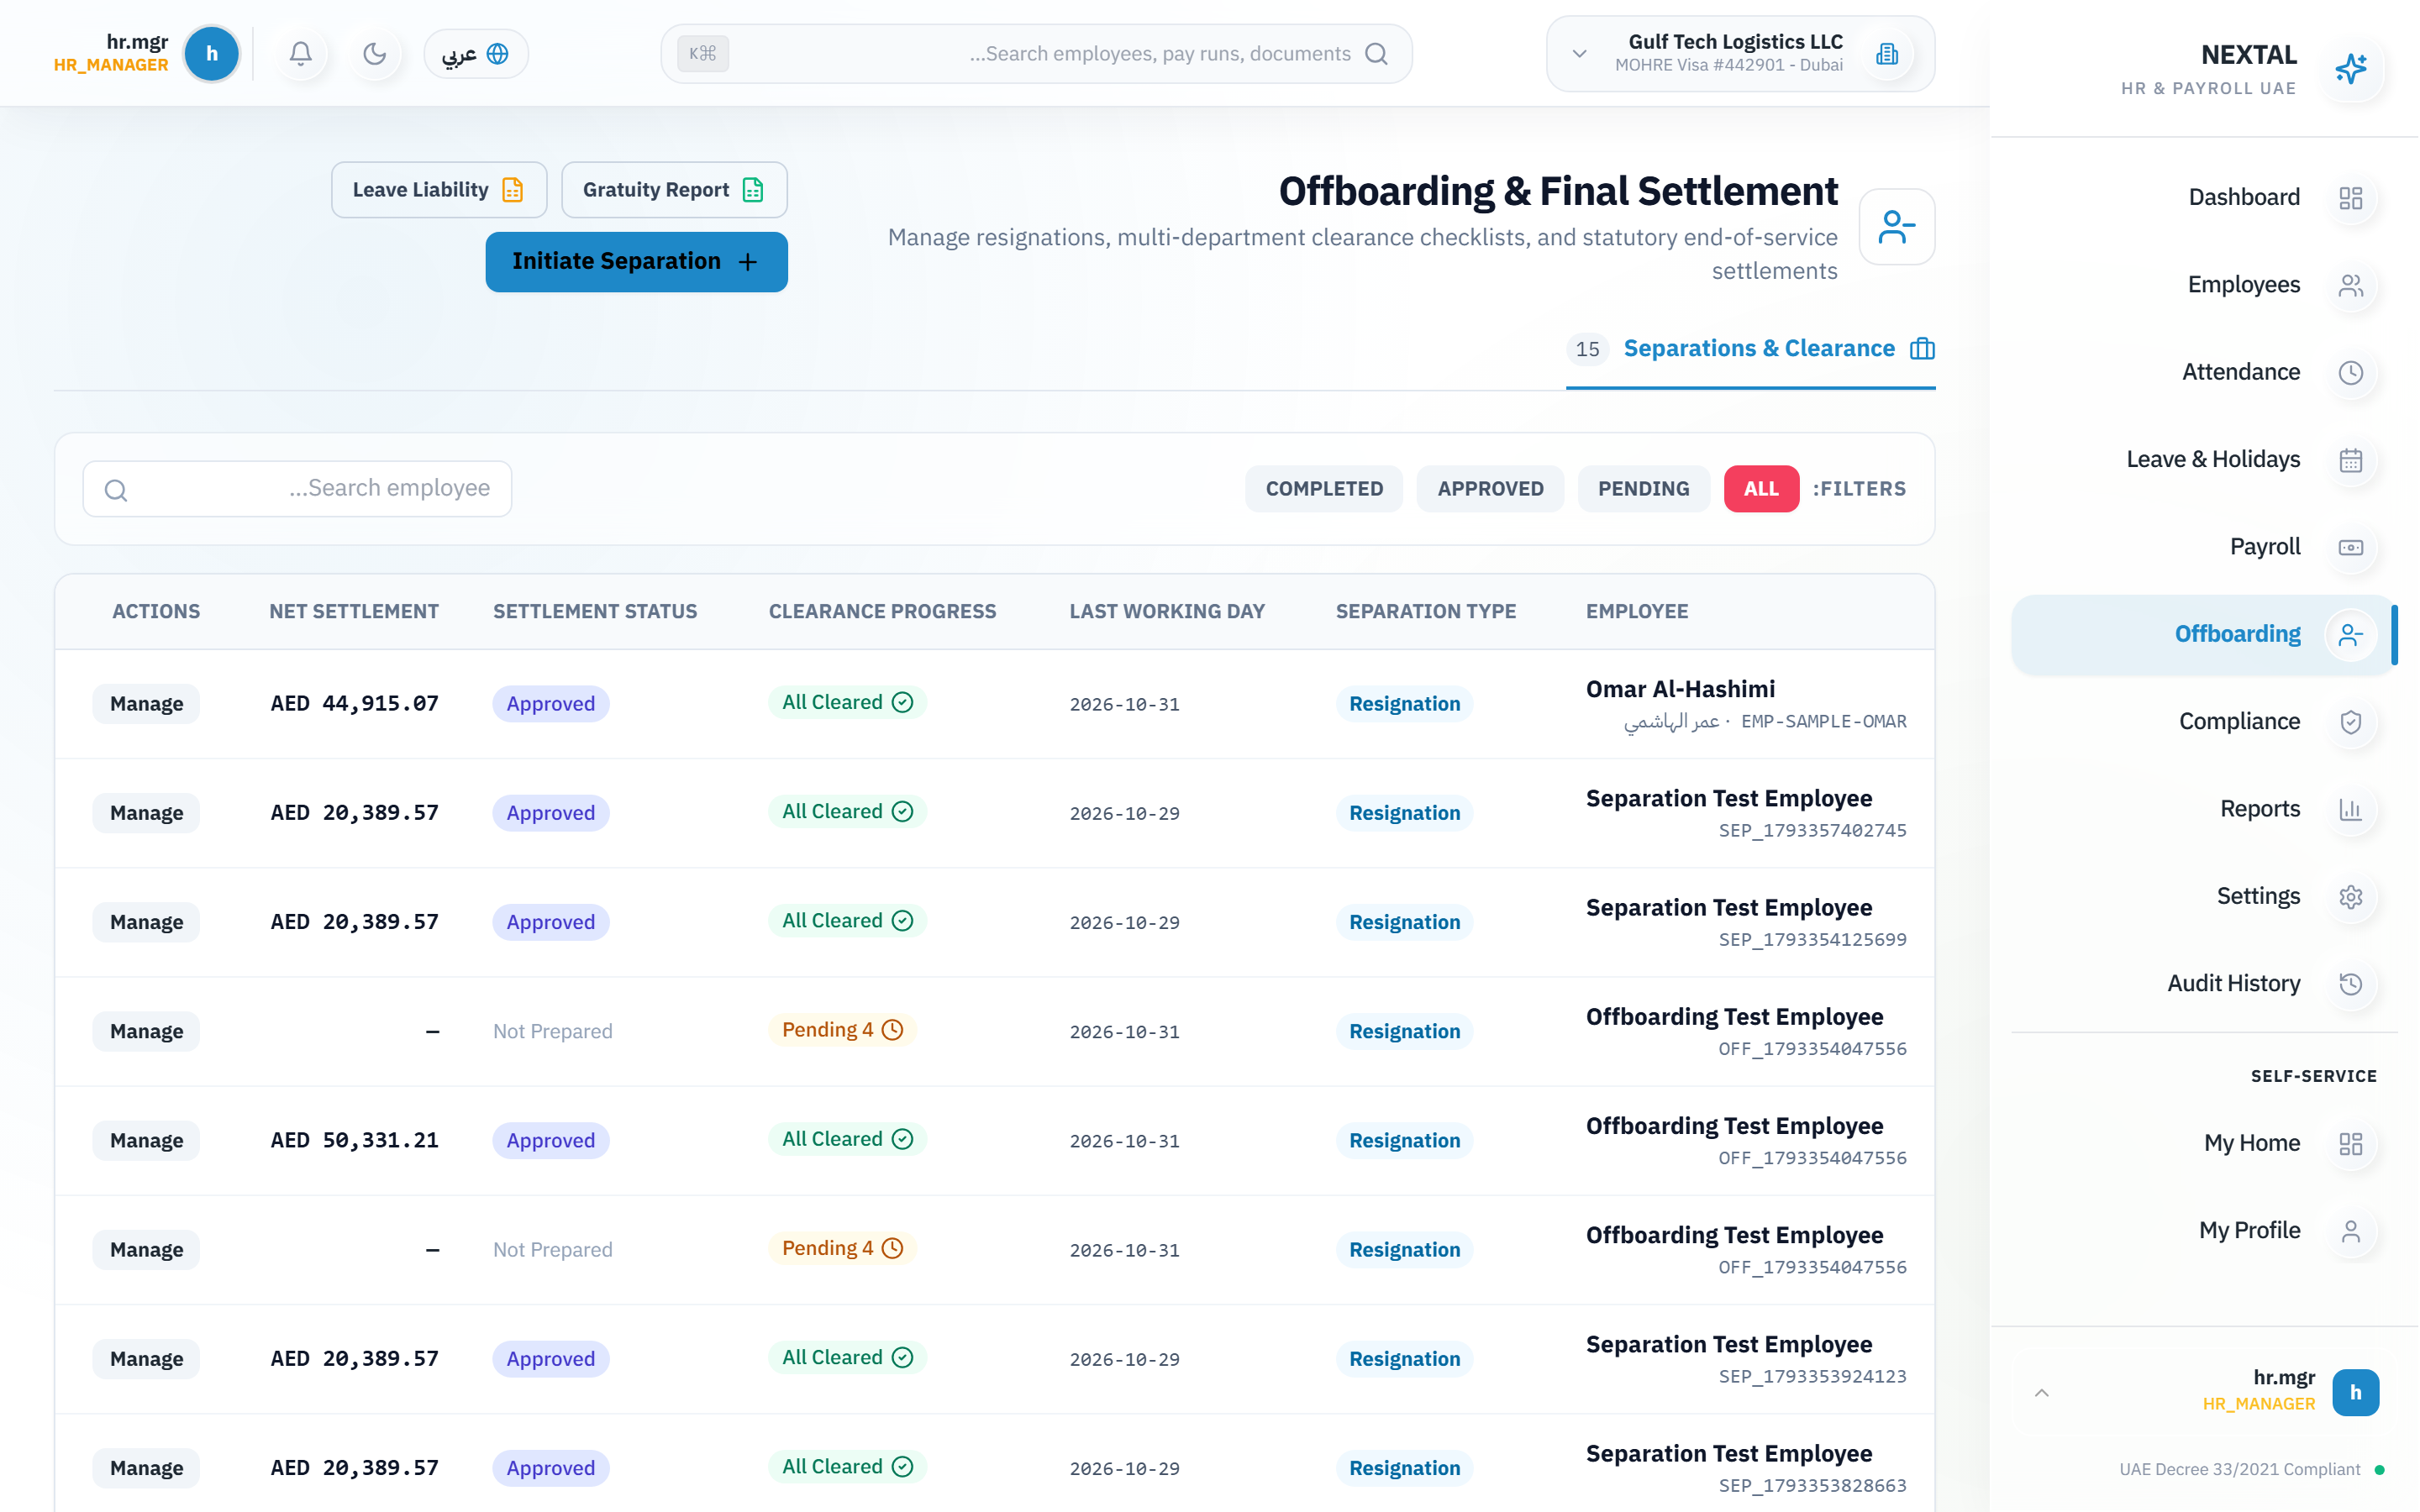 NEXTAL
HR & PAYROLL UAE
Dashboard
Employees
Attendance
Leave & Holidays
Payroll
Offboarding
Compliance
Reports
Settings
Audit History
SELF-SERVICE
My Home
My Profile
hr.mgr
h
HR_MANAGER
UAE Decree 33/2021 Compliant
Gulf Tech Logistics LLC
MOHRE Visa #442901 - Dubai
...Search employees, pay runs, documents
K⌘
عربي
h
hr.mgr
HR_MANAGER
Offboarding & Final Settlement
Manage resignations, multi-department clearance checklists, and statutory end-of-service
settlements
Gratuity Report
Leave Liability
Initiate Separation
Separations & Clearance 15
:FILTERS
ALL
PENDING
APPROVED
COMPLETED
...Search employee
EMPLOYEE SEPARATION TYPE LAST WORKING DAY CLEARANCE PROGRESS SETTLEMENT STATUS NET SETTLEMENT ACTIONS
Omar Al-Hashimi
EMP-SAMPLE-OMAR · عمر الهاشمي
Resignation 2026-10-31 All Cleared Approved AED 44,915.07 Manage
Separation Test Employee
SEP_1793357402745
Resignation 2026-10-29 All Cleared Approved AED 20,389.57 Manage
Separation Test Employee
SEP_1793354125699
Resignation 2026-10-29 All Cleared Approved AED 20,389.57 Manage
Offboarding Test Employee
OFF_1793354047556
Resignation 2026-10-31 Pending 4 Not Prepared — Manage
Offboarding Test Employee
OFF_1793354047556
Resignation 2026-10-31 All Cleared Approved AED 50,331.21 Manage
Offboarding Test Employee
OFF_1793354047556
Resignation 2026-10-31 Pending 4 Not Prepared — Manage
Separation Test Employee
SEP_1793353924123
Resignation 2026-10-29 All Cleared Approved AED 20,389.57 Manage
Separation Test Employee
SEP_1793353828663
Resignation 2026-10-29 All Cleared Approved AED 20,389.57 Manage